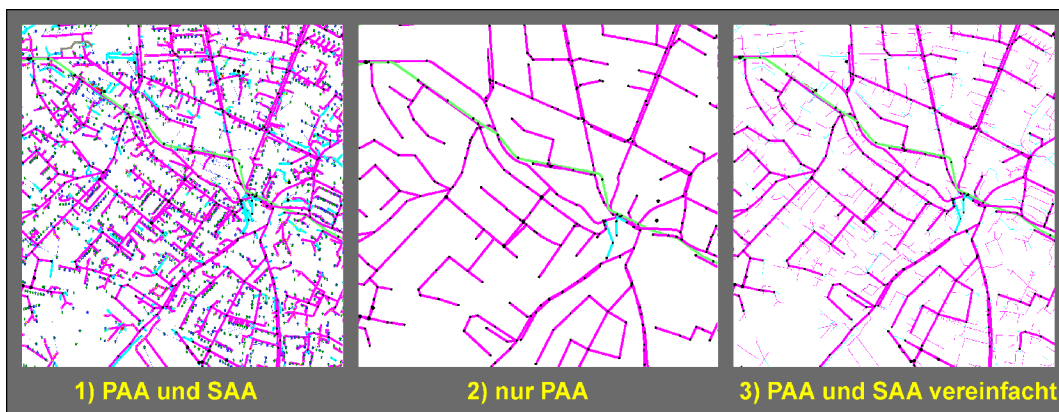 1) PAA und SAA
2) nur PAA
3) PAA und SAA vereinfacht